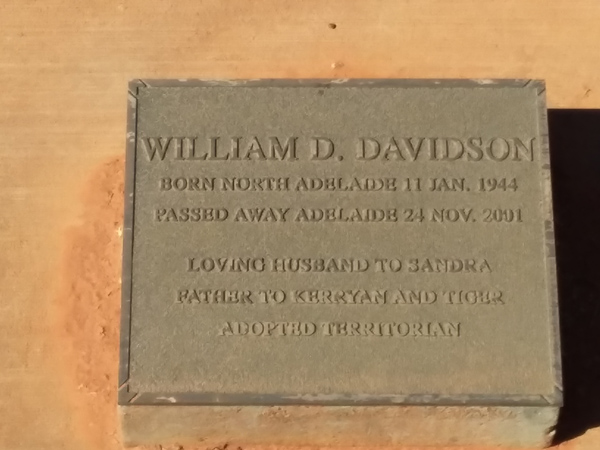 WILLIAM D. DAVIDSON
BORN NORTH ADELAIDE 11 JAN. 1944
PASSED AWAY ADELAIDE 24 NOV. 2001
LOVING HUSBAND TO SANDRA
FATHER TO KERRYAN AND TIGER
ADOPTED TERRITORIAN